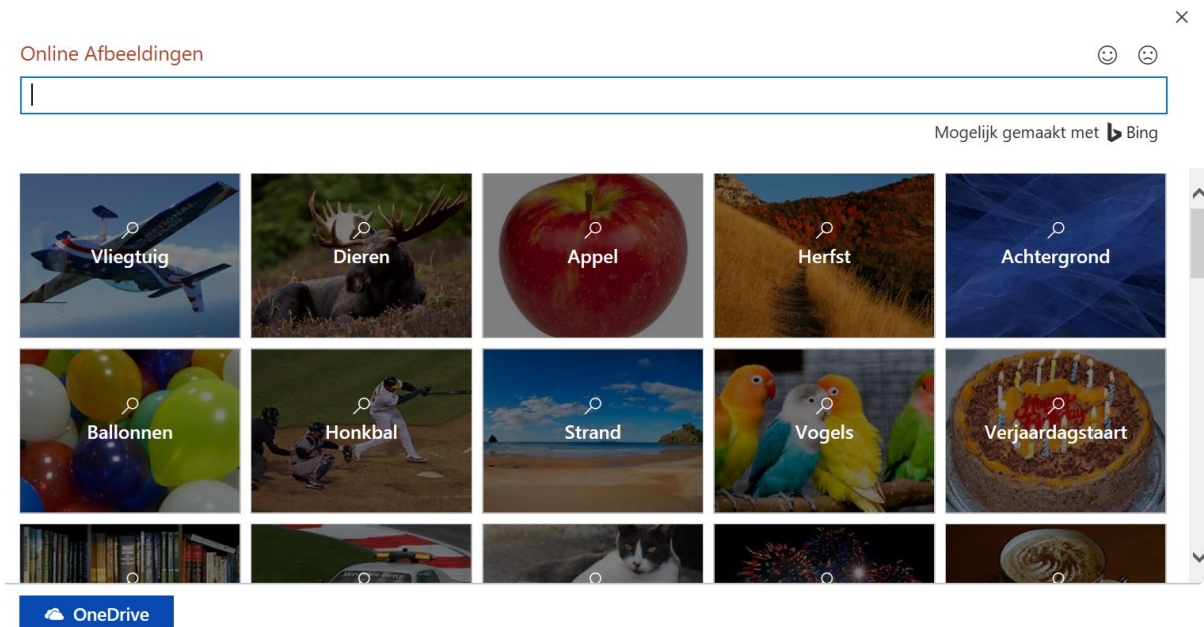 Online Afbeeldingen
Mogelijk gemaakt met Bing
Vliegtuig
Dieren
Appel
Herfst
Achtergrond
Ballonnen
Honkbal
Strand
Vogels
Verjaardagstaart
OneDrive